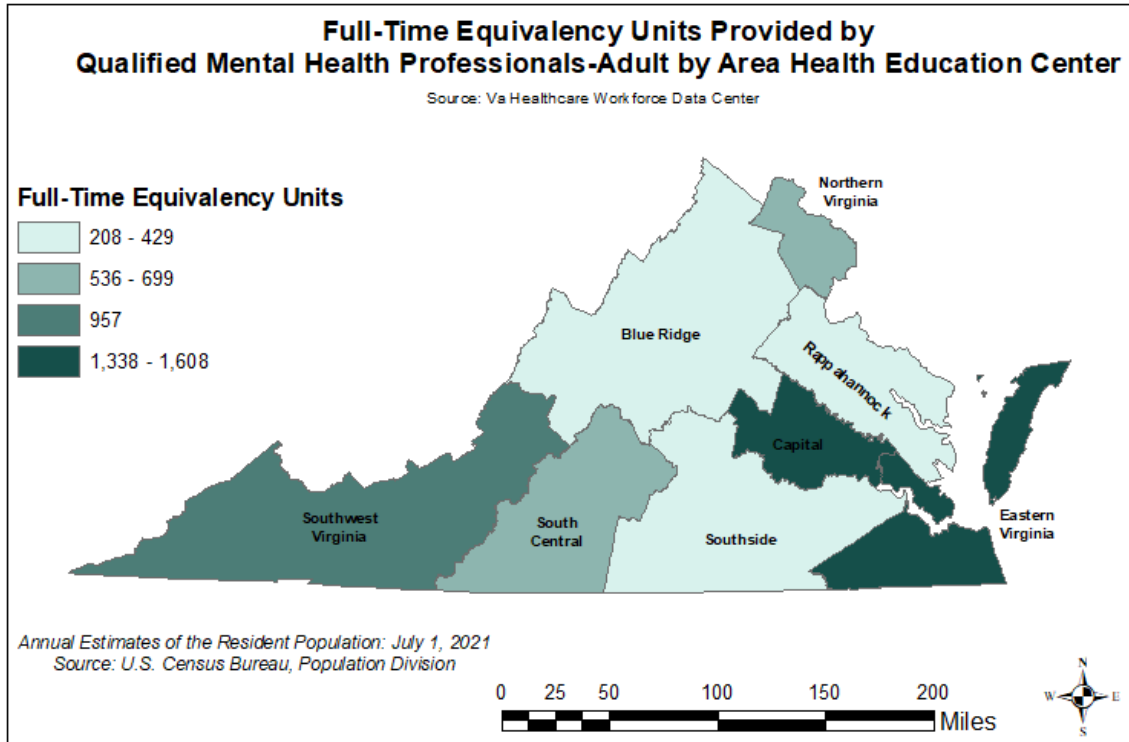 Full-Time Equivalency Units Provided by
Qualified Mental Health Professionals-Adult by Area Health Education Center
Source: Va Healthcare Workforce Data Center
Full-Time Equivalency Units
208 - 429
536 - 699
957
1,338 - 1,608
Northern
Virginia
Blue Ridge
Rappahannock
Capital
Southwest
Virginia
South
Central
Southside
Eastern
Virginia
Annual Estimates of the Resident Population: July 1, 2021
Source: U.S. Census Bureau, Population Division
0 25 50 100 150 200
Miles
N
W E
S